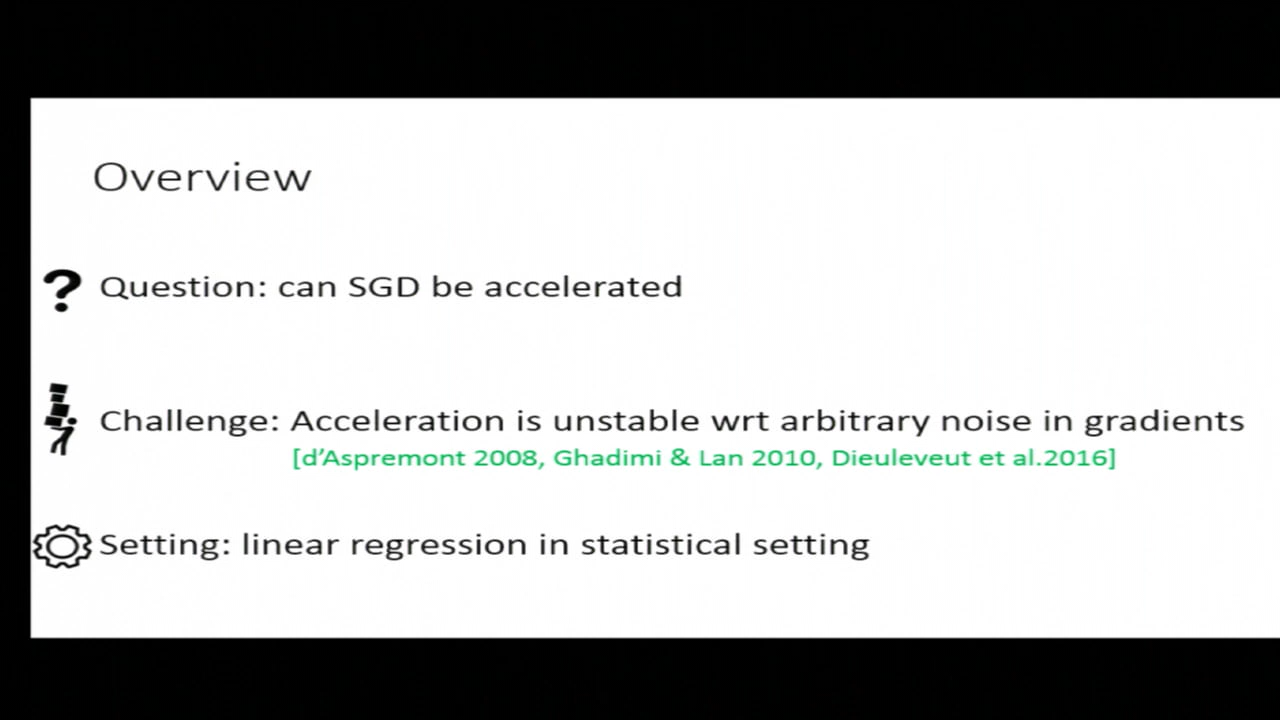 Overview
Question: can SGD be accelerated
Challenge: Acceleration is unstable wrt arbitrary noise in gradients
[d'Aspremont 2008, Ghadimi & Lan 2010, Dieuleveut et al.2016]
Setting: linear regression in statistical setting